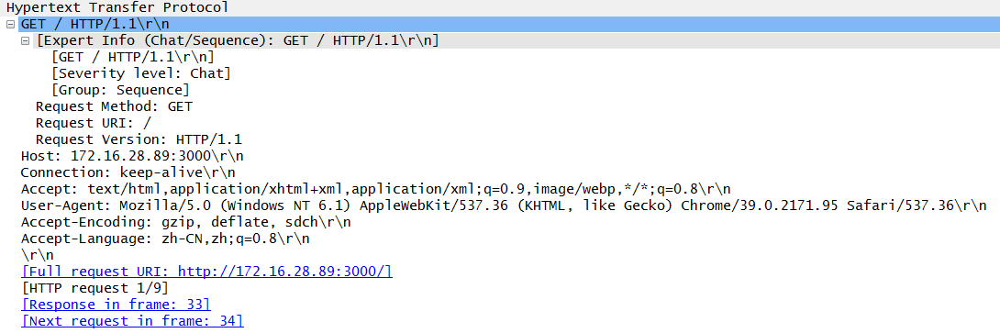 Hypertext Transfer Protocol
GET / HTTP/1.1\r\n
[Expert Info (Chat/Sequence): GET / HTTP/1.1\r\n]
[GET / HTTP/1.1\r\n]
[Severity level: Chat]
[Group: Sequence]
Request Method: GET
Request URI: /
Request Version: HTTP/1.1
Host: 172.16.28.89:3000\r\n
Connection: keep-alive\r\n
Accept: text/html,application/xhtml+xml,application/xml;q=0.9,image/webp,*/*;q=0.8\r\n
User-Agent: Mozilla/5.0 (Windows NT 6.1) AppleWebKit/537.36 (KHTML, like Gecko) Chrome/39.0.2171.95 Safari/537.36\r\n
Accept-Encoding: gzip, deflate, sdch\r\n
Accept-Language: zh-CN,zh;q=0.8\r\n
\r\n
[Full request URI: http://172.16.28.89:3000/]
[HTTP request 1/9]
[Response in frame: 33]
[Next request in frame: 34]